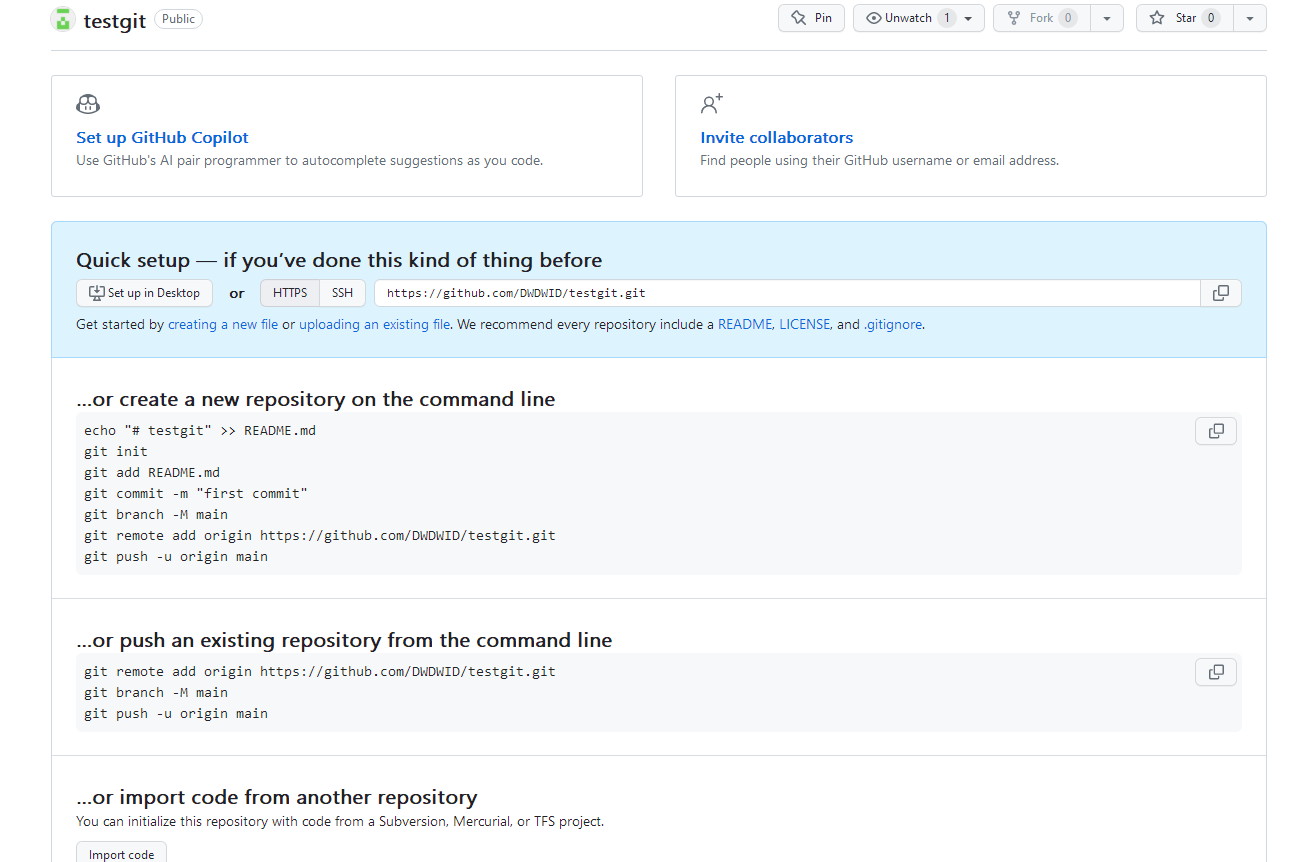 testgit Public Pin Unwatch 1 Fork 0 Star 0
Set up GitHub Copilot
Use GitHub's AI pair programmer to autocomplete suggestions as you code.
Invite collaborators
Find people using their GitHub username or email address.
Quick setup — if you’ve done this kind of thing before
Set up in Desktop or HTTPS SSH https://github.com/DWDWID/testgit.git
Get started by creating a new file or uploading an existing file. We recommend every repository include a README, LICENSE, and .gitignore.
…or create a new repository on the command line
echo "# testgit" >> README.md
git init
git add README.md
git commit -m "first commit"
git branch -M main
git remote add origin https://github.com/DWDWID/testgit.git
git push -u origin main
…or push an existing repository from the command line
git remote add origin https://github.com/DWDWID/testgit.git
git branch -M main
git push -u origin main
…or import code from another repository
You can initialize this repository with code from a Subversion, Mercurial, or TFS project.
Import code